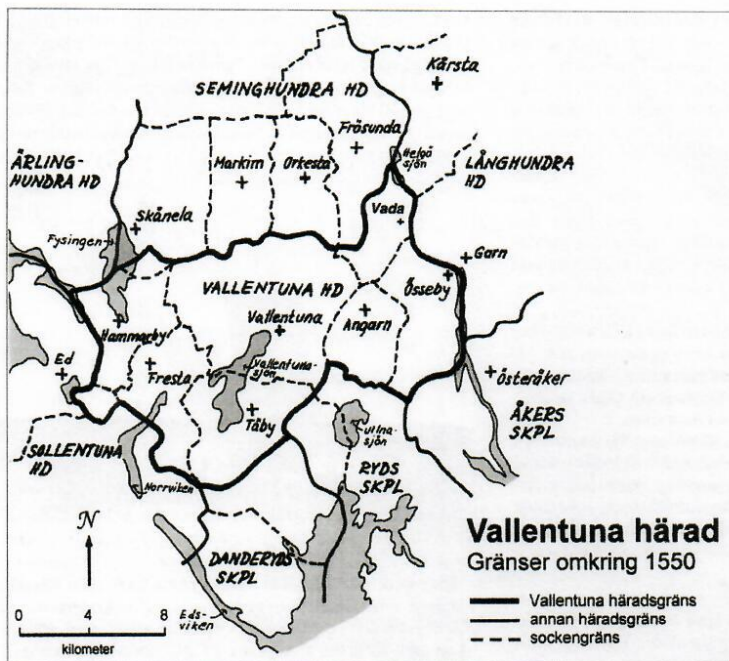 Kårsta
SEMINGHUNDRA HD
Frösunda
ÄRLING-
HUNDRA HD
Markim
Orkesta
Helgö
sjön
LÅNGHUNDRA
HD
Skånela
Vada
Fysingen
Garn
VALLENTUNA HD
Össeby
Vallentuna
Angarn
Hammarby
Ed
Fresta
Vallentuna-
sjön
Österåker
Täby
Ullna-
sjön
ÅKERS
SKPL
SOLLENTUNA
HD
Norrviken
RYDS
SKPL
N
DANDERYDS
SKPL
Eds-
viken
0 4 8
kilometer
Vallentuna härad
Gränser omkring 1550
Vallentuna häradsgräns
annan häradsgräns
sockengräns